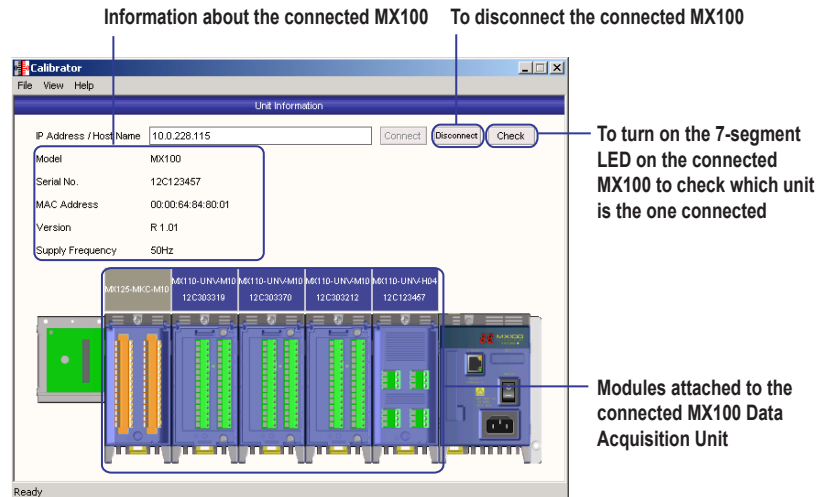 Information about the connected MX100
To disconnect the connected MX100
Calibrator
File View Help
Unit Information
IP Address / Host Name 10.0.228.115 Connect Disconnect Check
Model MX100
Serial No. 12C123457
MAC Address 00:00:64:84:80:01
Version R 1.01
Supply Frequency 50Hz
To turn on the 7-segment
LED on the connected
MX100 to check which unit
is the one connected
MX125-MKC-M10
MX110-UNV-M10
12C303319
MX110-UNV-M10
12C303370
MX110-UNV-M10
12C303212
MX110-UNV-H04
12C123457
MX100
Modules attached to the
connected MX100 Data
Acquisition Unit
Ready